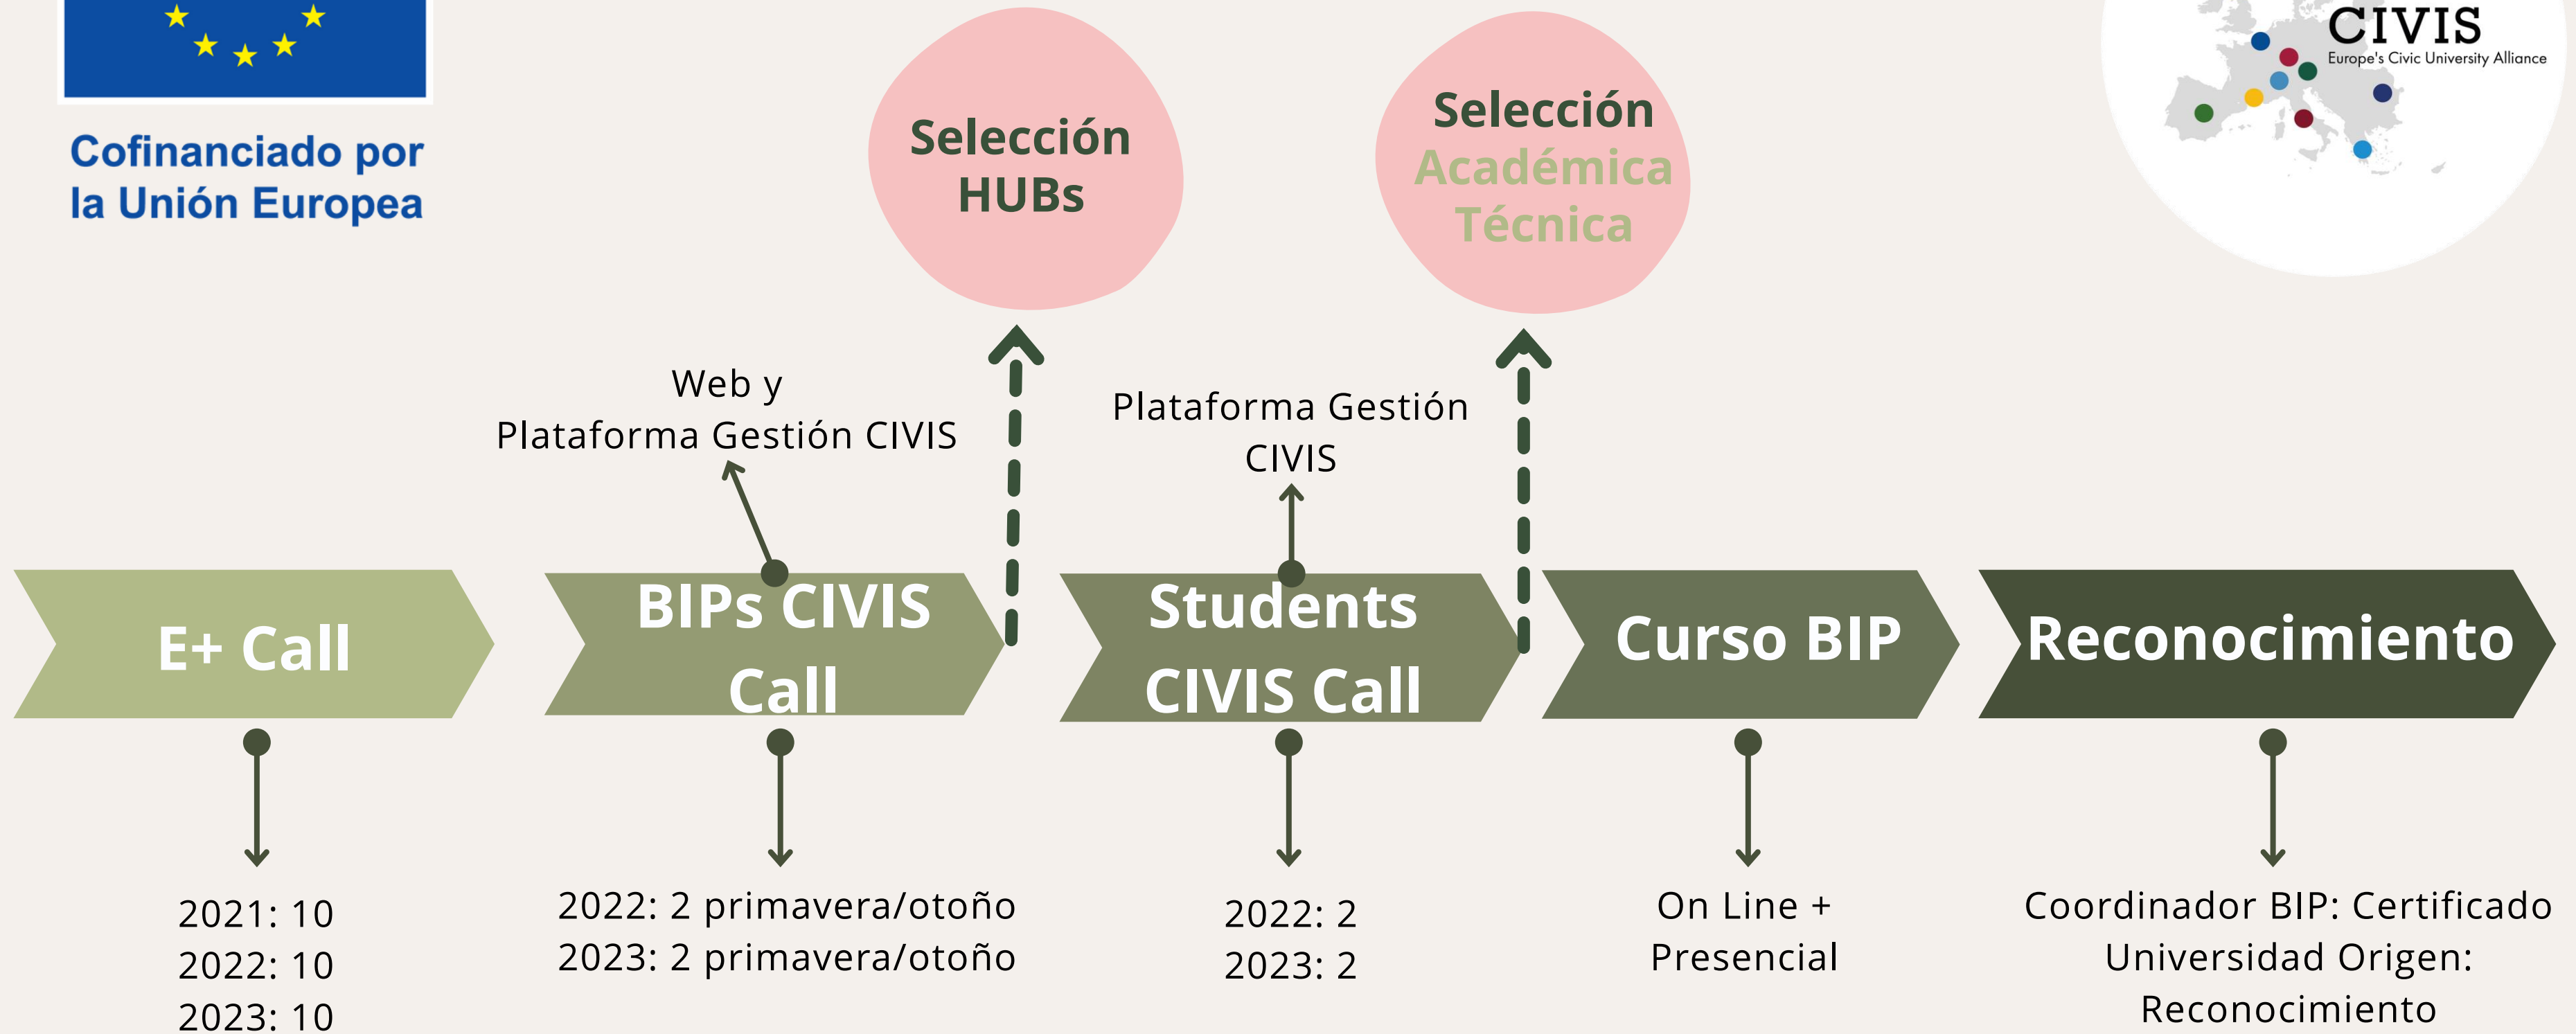 Cofinanciado por
la Unión Europea
CIVIS
Europe's Civic University Alliance
Selección
HUBs
Selección
Académica
Técnica
Web y
Plataforma Gestión CIVIS
Plataforma Gestión
CIVIS
E+ Call
BIPs CIVIS
Call
Students
CIVIS Call
Curso BIP
Reconocimiento
2021: 10
2022: 10
2023: 10
2022: 2 primavera/otoño
2023: 2 primavera/otoño
2022: 2
2023: 2
On Line +
Presencial
Coordinador BIP: Certificado
Universidad Origen:
Reconocimiento